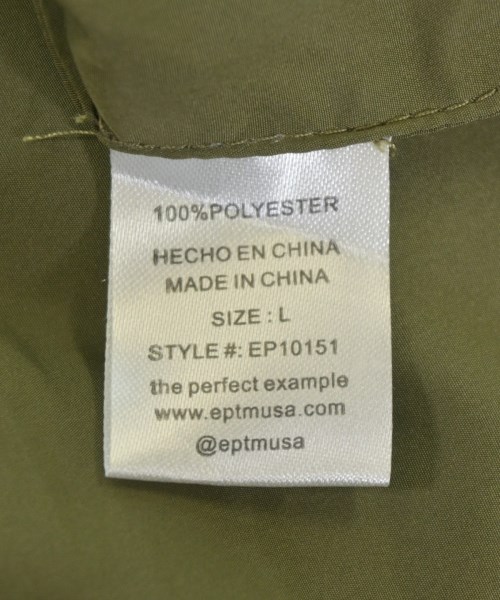 100%POLYESTER
HECHO EN CHINA
MADE IN CHINA
SIZE : L
STYLE #: EP10151
the perfect example
www.eptmusa.com
@eptmusa